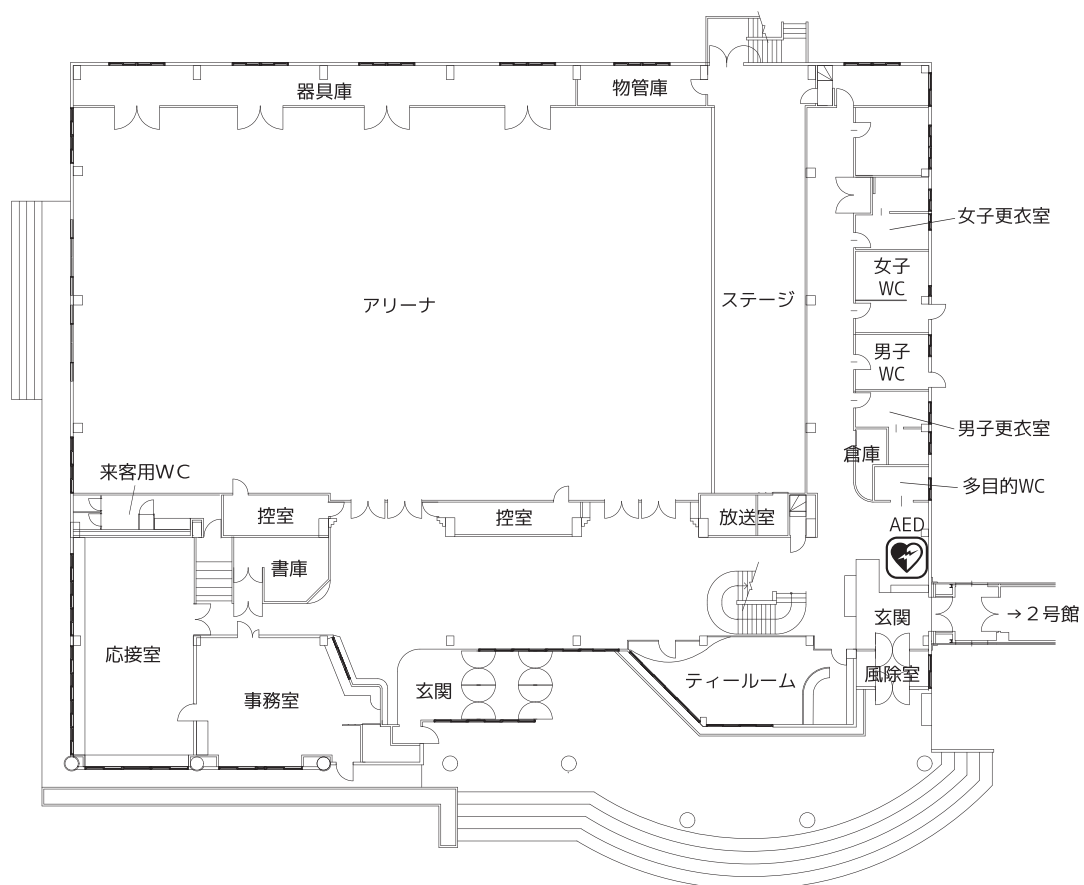 器具庫
物管庫
女子更衣室
女子
WC
アリーナ
ステージ
男子
WC
男子更衣室
倉庫
来客用WC
多目的WC
控室
控室
放送室
AED
書庫
玄関
→２号館
応接室
ティールーム
風除室
玄関
事務室